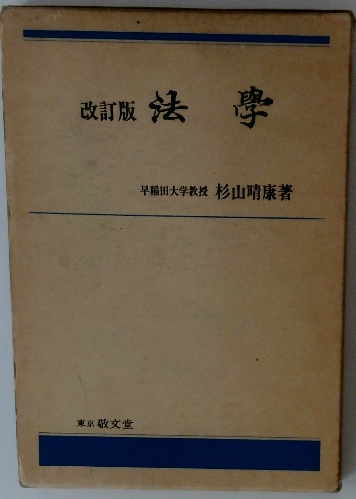 改訂版 法學
早稲田大学教授 杉山晴康著
東京 敬文堂